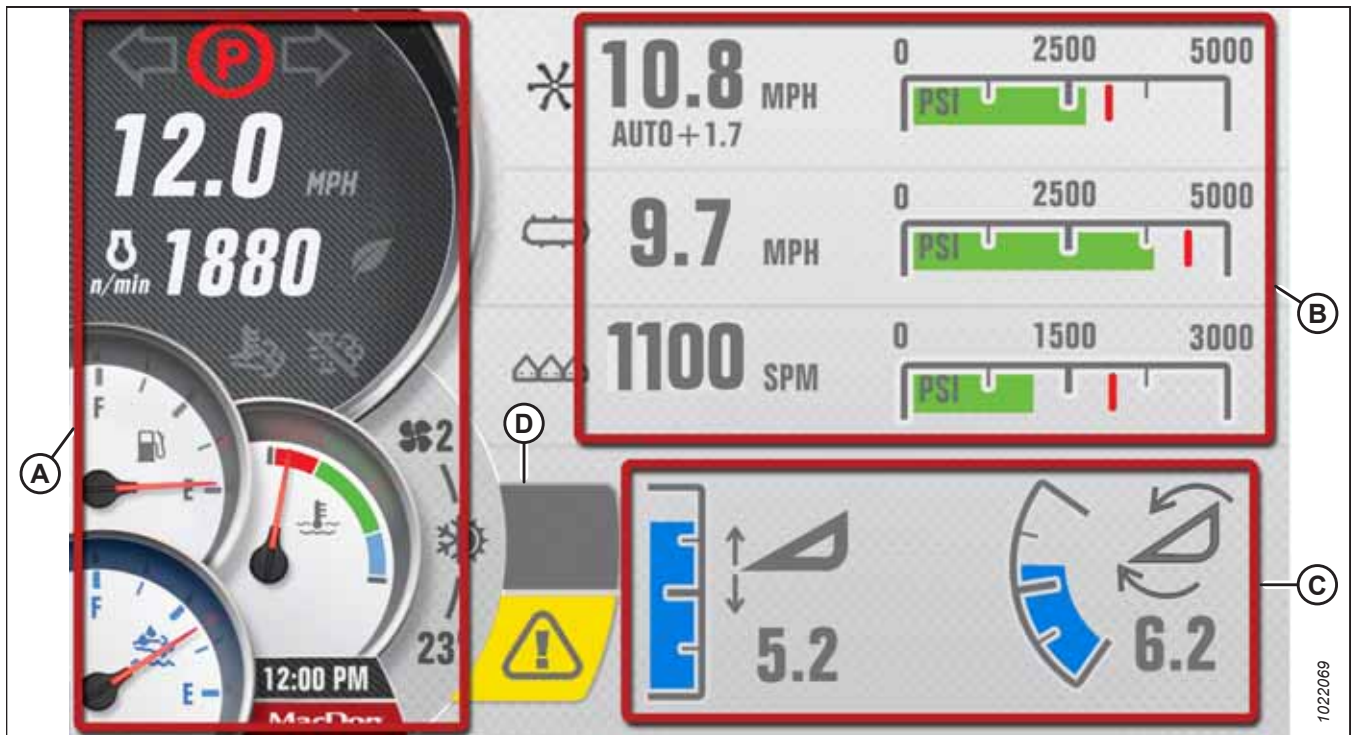 P
12.0 MPH
n/min 1880
F
E
F
E
2
23
12:00 PM
MacDon
10.8 MPH
AUTO+1.7
0 2500 5000
PSI
9.7 MPH
0 2500 5000
PSI
1100 SPM
0 1500 3000
PSI
5.2
6.2
A
B
C
D
1022069